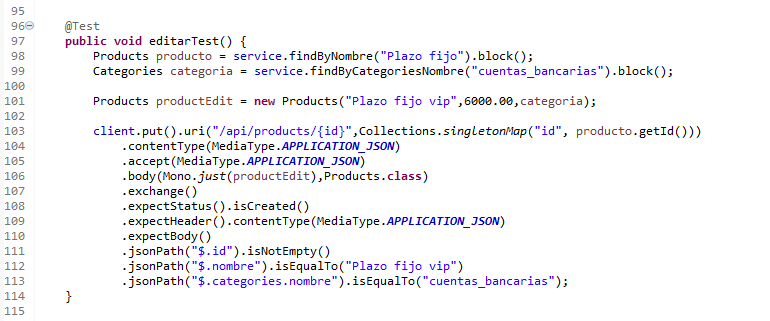 95
96 @Test
97 public void editarTest() {
98 Products producto = service.findByNombre("Plazo fijo").block();
99 Categories categoria = service.findByCategoriesNombre("cuentas_bancarias").block();
100
101 Products productEdit = new Products("Plazo fijo vip",6000.00,categoria);
102
103 client.put().uri("/api/products/{id}",Collections.singletonMap("id", producto.getId()))
104 .contentType(MediaType.APPLICATION_JSON)
105 .accept(MediaType.APPLICATION_JSON)
106 .body(Mono.just(productEdit),Products.class)
107 .exchange()
108 .expectStatus().isCreated()
109 .expectHeader().contentType(MediaType.APPLICATION_JSON)
110 .expectBody()
111 .jsonPath("$.id").isNotEmpty()
112 .jsonPath("$.nombre").isEqualTo("Plazo fijo vip")
113 .jsonPath("$.categories.nombre").isEqualTo("cuentas_bancarias");
114 }
115